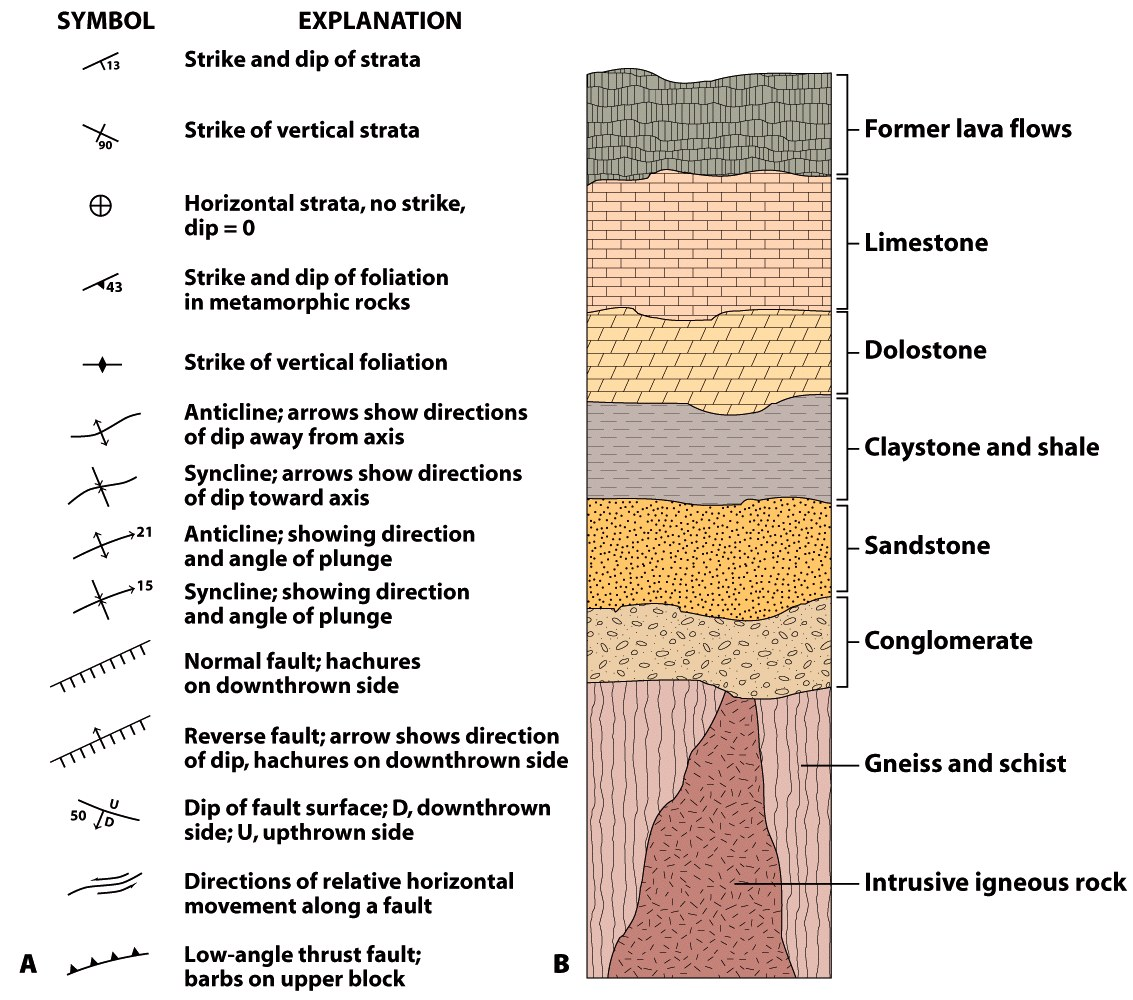 SYMBOL
EXPLANATION
13
Strike and dip of strata
90
Strike of vertical strata
Horizontal strata, no strike,
dip = 0
43
Strike and dip of foliation
in metamorphic rocks
Strike of vertical foliation
Anticline; arrows show directions
of dip away from axis
Syncline; arrows show directions
of dip toward axis
21
Anticline; showing direction
and angle of plunge
15
Syncline; showing direction
and angle of plunge
Normal fault; hachures
on downthrown side
Reverse fault; arrow shows direction
of dip, hachures on downthrown side
50
U
D
Dip of fault surface; D, downthrown
side; U, upthrown side
Directions of relative horizontal
movement along a fault
A
Low-angle thrust fault;
barbs on upper block
Former lava flows
Limestone
Dolostone
Claystone and shale
Sandstone
Conglomerate
Gneiss and schist
Intrusive igneous rock
B